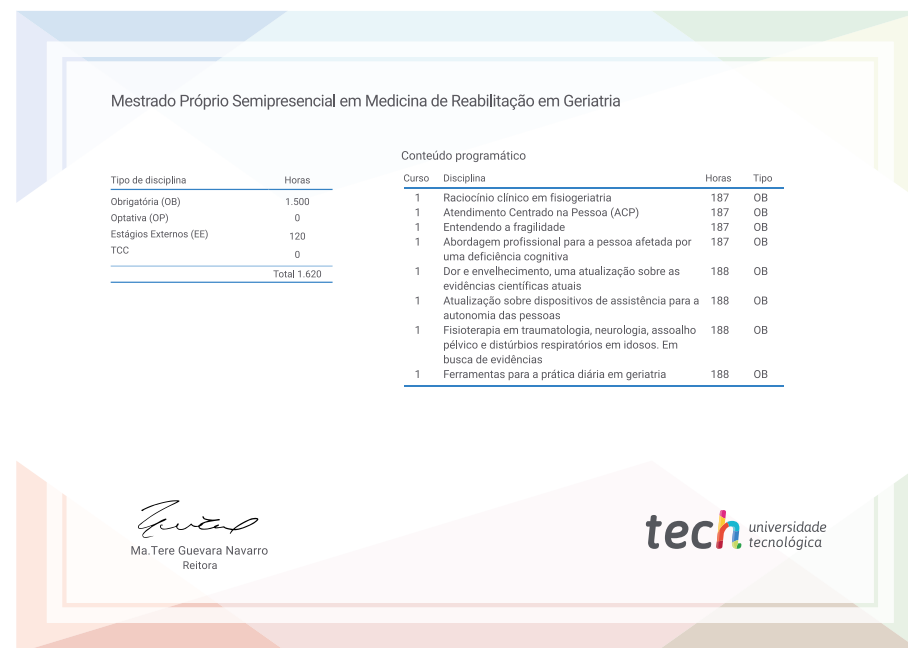 Mestrado Próprio Semipresencial em Medicina de Reabilitação em Geriatria
Tipo de disciplina Horas
Obrigatória (OB) 1.500
Optativa (OP) 0
Estágios Externos (EE) 120
TCC 0
Total 1.620
Conteúdo programático
Curso Disciplina Horas Tipo
1 Raciocínio clínico em fisiogeriatria 187 OB
1 Atendimento Centrado na Pessoa (ACP) 187 OB
1 Entendendo a fragilidade 187 OB
1 Abordagem profissional para a pessoa afetada por 187 OB
uma deficiência cognitiva
1 Dor e envelhecimento, uma atualização sobre as 188 OB
evidências científicas atuais
1 Atualização sobre dispositivos de assistência para a 188 OB
autonomia das pessoas
1 Fisioterapia em traumatologia, neurologia, assoalho 188 OB
pélvico e distúrbios respiratórios em idosos. Em
busca de evidências
1 Ferramentas para a prática diária em geriatria 188 OB
Ma.Tere Guevara Navarro
Reitora
tech universidade
tecnológica